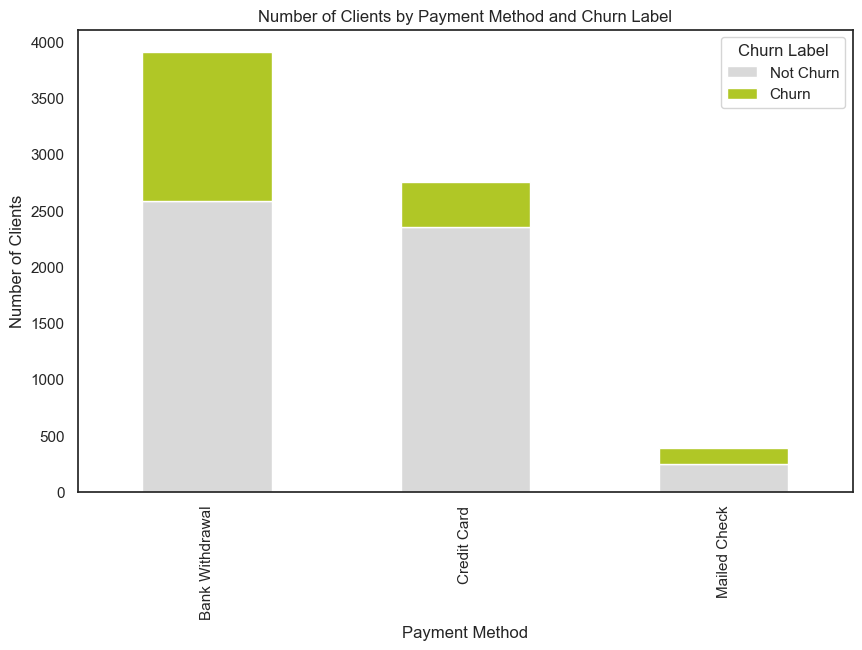 Number of Clients by Payment Method and Churn Label
Churn Label
Not Churn
Churn
Number of Clients
4000
3500
3000
2500
2000
1500
1000
500
0
Bank Withdrawal
Credit Card
Mailed Check
Payment Method